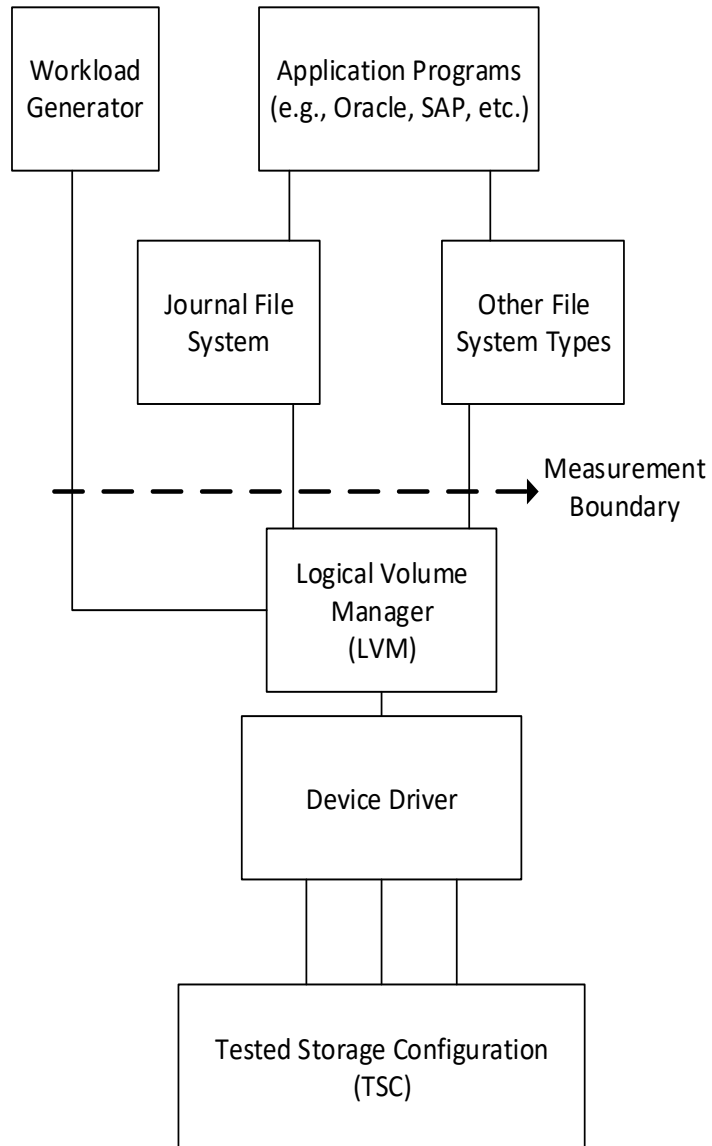 Workload
Generator
Application Programs
(e.g., Oracle, SAP, etc.)
Journal File
System
Other File
System Types
Measurement
Boundary
Logical Volume
Manager
(LVM)
Device Driver
Tested Storage Configuration
(TSC)